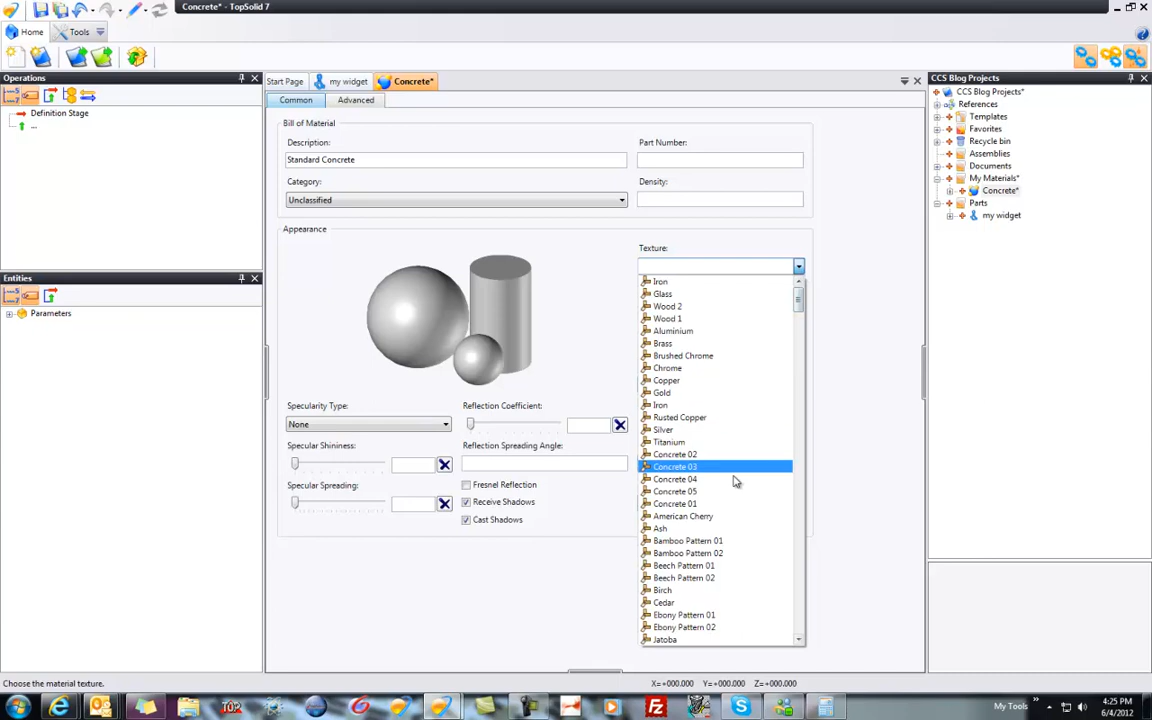 Concrete* - TopSolid 7
Home
Tools
Operations
Definition Stage
...
Entities
Parameters
Start Page
my widget
Concrete*
Common
Advanced
Bill of Material
Description:
Part Number:
Standard Concrete
Category:
Density:
Unclassified
Appearance
Texture:
Iron
Glass
Wood 2
Wood 1
Aluminium
Brass
Brushed Chrome
Chrome
Copper
Gold
Iron
Rusted Copper
Silver
Titanium
Concrete 02
Concrete 03
Concrete 04
Concrete 05
Concrete 01
American Cherry
Ash
Bamboo Pattern 01
Bamboo Pattern 02
Beech Pattern 01
Beech Pattern 02
Birch
Cedar
Ebony Pattern 01
Ebony Pattern 02
Jatoba
Specularity Type:
Reflection Coefficient:
None
Specular Shininess:
Reflection Spreading Angle:
Specular Spreading:
Fresnel Reflection
Receive Shadows
Cast Shadows
CCS Blog Projects
CCS Blog Projects*
References
Templates
Favorites
Recycle bin
Assemblies
Documents
My Materials*
Concrete*
Parts
my widget
Choose the material texture.
X=+000.000 Y=+000.000 Z=+000.000
My Tools
4:25 PM
6/4/2012